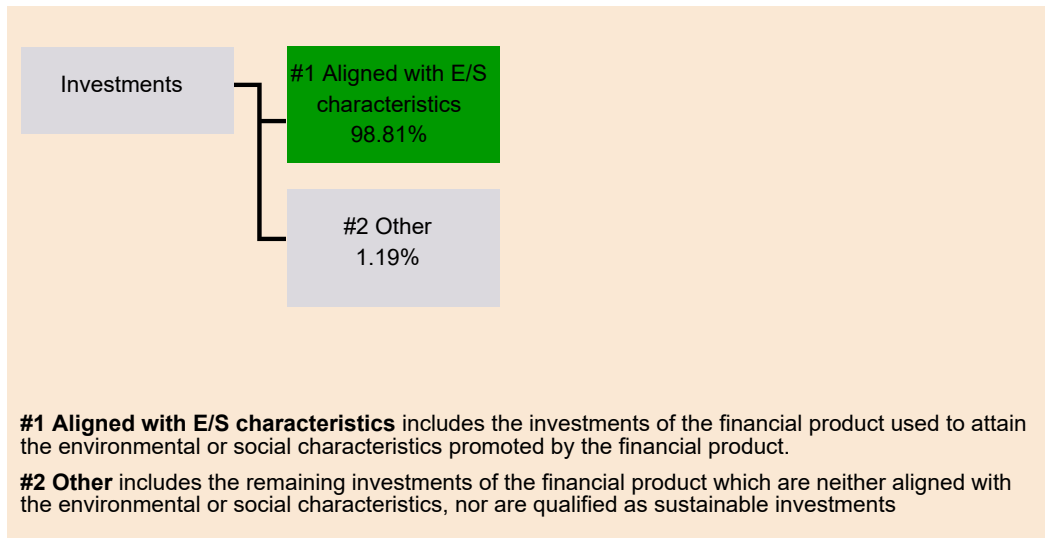 Investments
#1 Aligned with E/S
characteristics
98.81%
#2 Other
1.19%
#1 Aligned with E/S characteristics includes the investments of the financial product used to attain
the environmental or social characteristics promoted by the financial product.
#2 Other includes the remaining investments of the financial product which are neither aligned with
the environmental or social characteristics, nor are qualified as sustainable investments